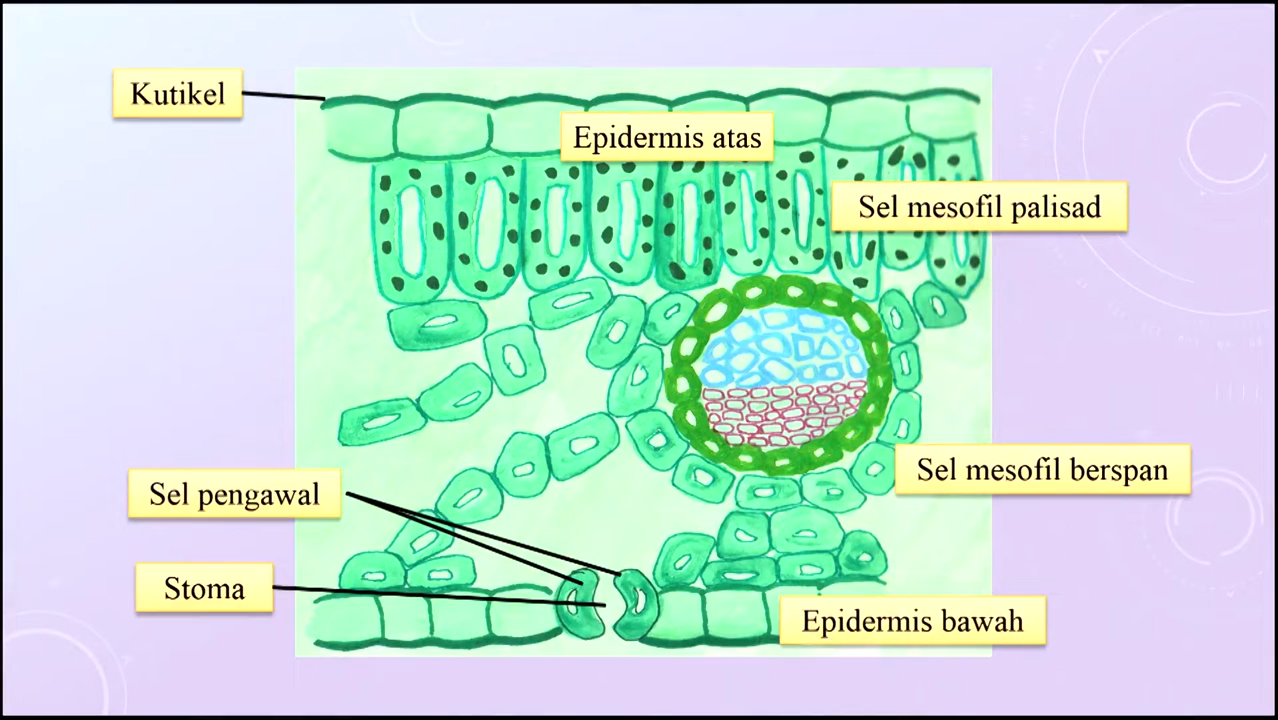 Kutikel
Epidermis atas
Sel mesofil palisad
Sel mesofil berspan
Sel pengawal
Stoma
Epidermis bawah